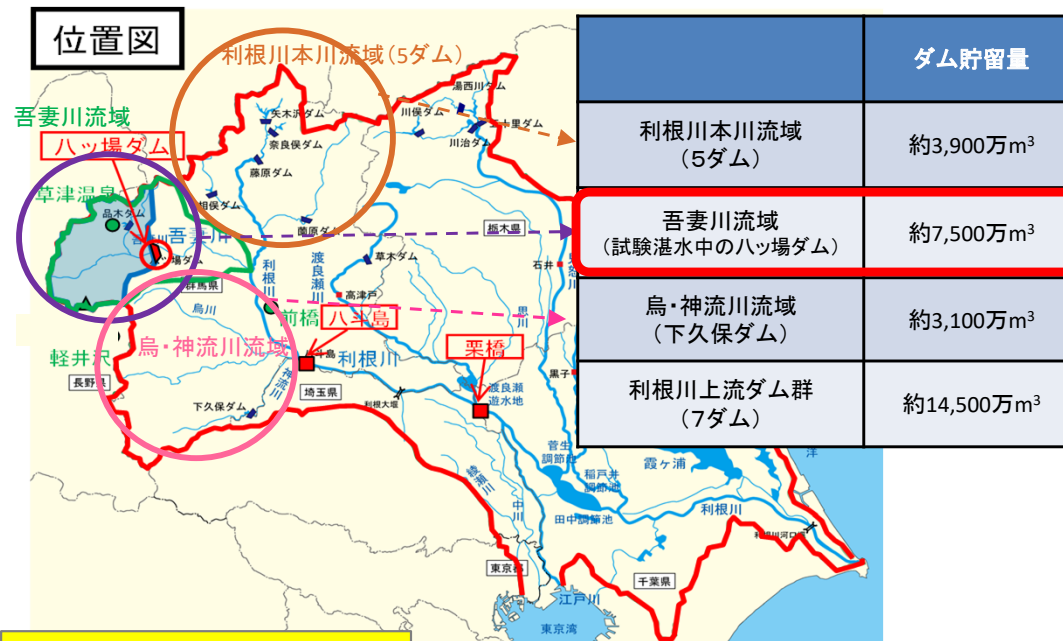 位置図
利根川本川流域(5ダム)
吾妻川流域
八ッ場ダム
草津温泉
品木ダム
矢木沢ダム
奈良俣ダム
藤原ダム
相俣ダム
薗原ダム
湯西川ダム
川俣ダム
五十里ダム
川治ダム
栃木県
草木ダム
石井
吾妻川
八ッ場ダム
群馬県
利根川
渡良瀬川
高津戸
思川
鬼怒川
前橋
八斗島
八斗島
烏川
烏・神流川流域
神流川
利根川
栗橋
黒子
軽井沢
長野県
下久保ダム
埼玉県
利根大堰
渡良瀬
遊水地
菅生
調節池
稲戸井
調節池
霞ヶ浦
田中調節池
利根川
綾瀬川
中川
洋
東京都
千葉県
江戸川
東京湾
ダム貯留量
利根川本川流域
(5ダム)
約3,900万m³
吾妻川流域
(試験湛水中の八ッ場ダム)
約7,500万m³
烏・神流川流域
(下久保ダム)
約3,100万m³
利根川上流ダム群
(7ダム)
約14,500万m³